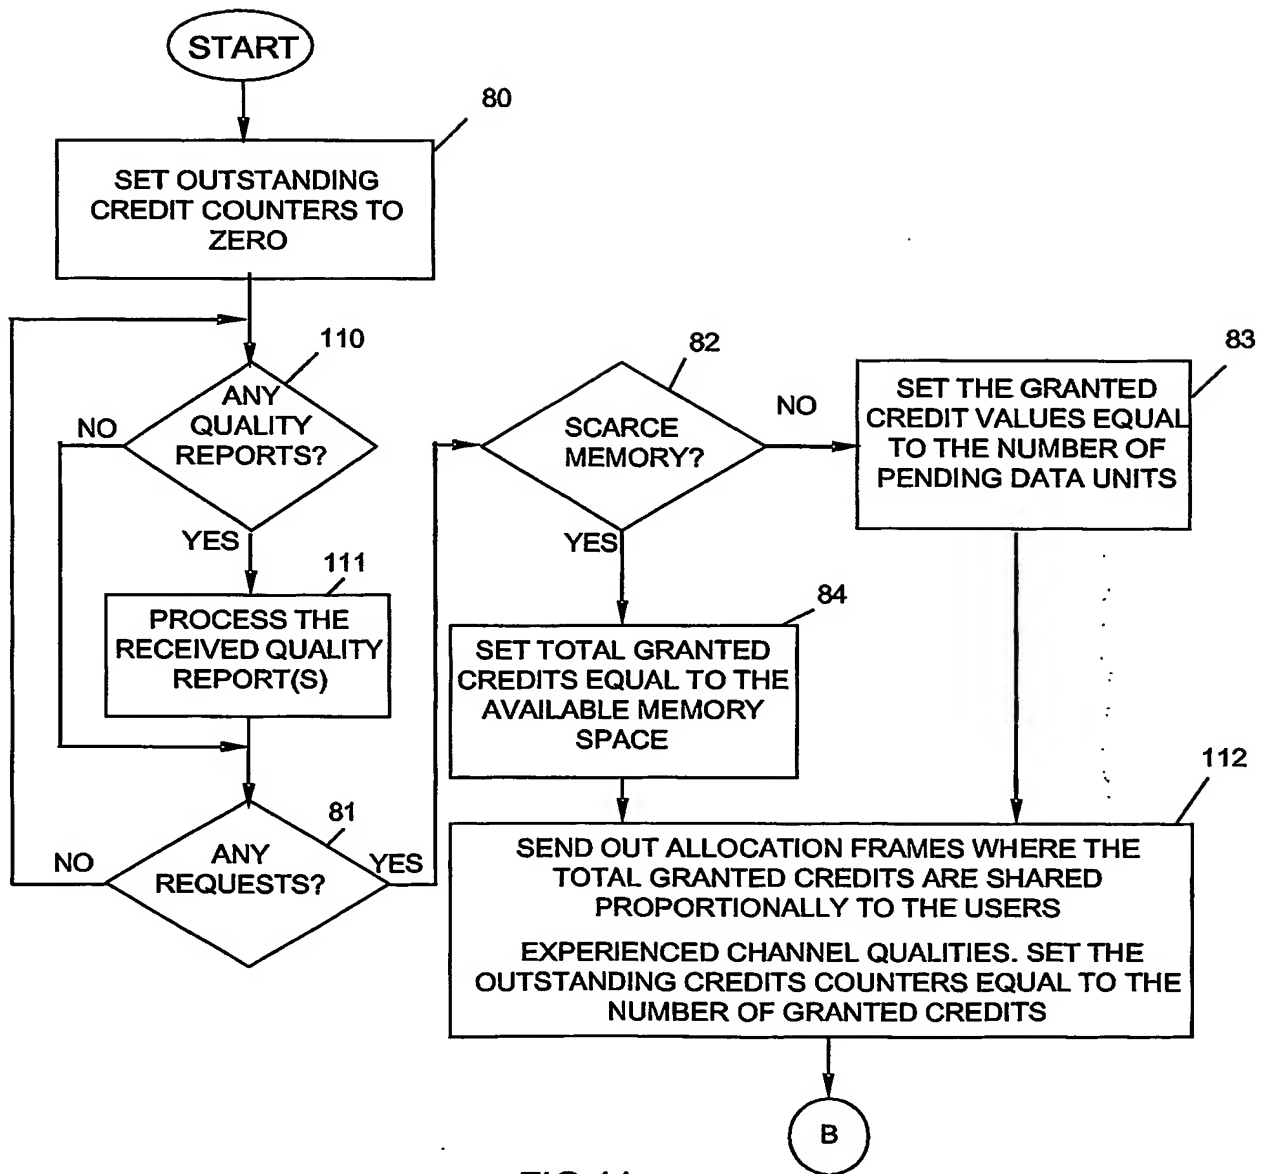 START
80
SET OUTSTANDING
CREDIT COUNTERS TO
ZERO
110
ANY
QUALITY
REPORTS?
NO
YES
111
PROCESS THE
RECEIVED QUALITY
REPORT(S)
81
ANY
REQUESTS?
NO
YES
82
SCARCE
MEMORY?
NO
YES
83
SET THE GRANTED
CREDIT VALUES EQUAL
TO THE NUMBER OF
PENDING DATA UNITS
84
SET TOTAL GRANTED
CREDITS EQUAL TO THE
AVAILABLE MEMORY
SPACE
112
SEND OUT ALLOCATION FRAMES WHERE THE
TOTAL GRANTED CREDITS ARE SHARED
PROPORTIONALLY TO THE USERS
EXPERIENCED CHANNEL QUALITIES. SET THE
OUTSTANDING CREDITS COUNTERS EQUAL TO THE
NUMBER OF GRANTED CREDITS
B